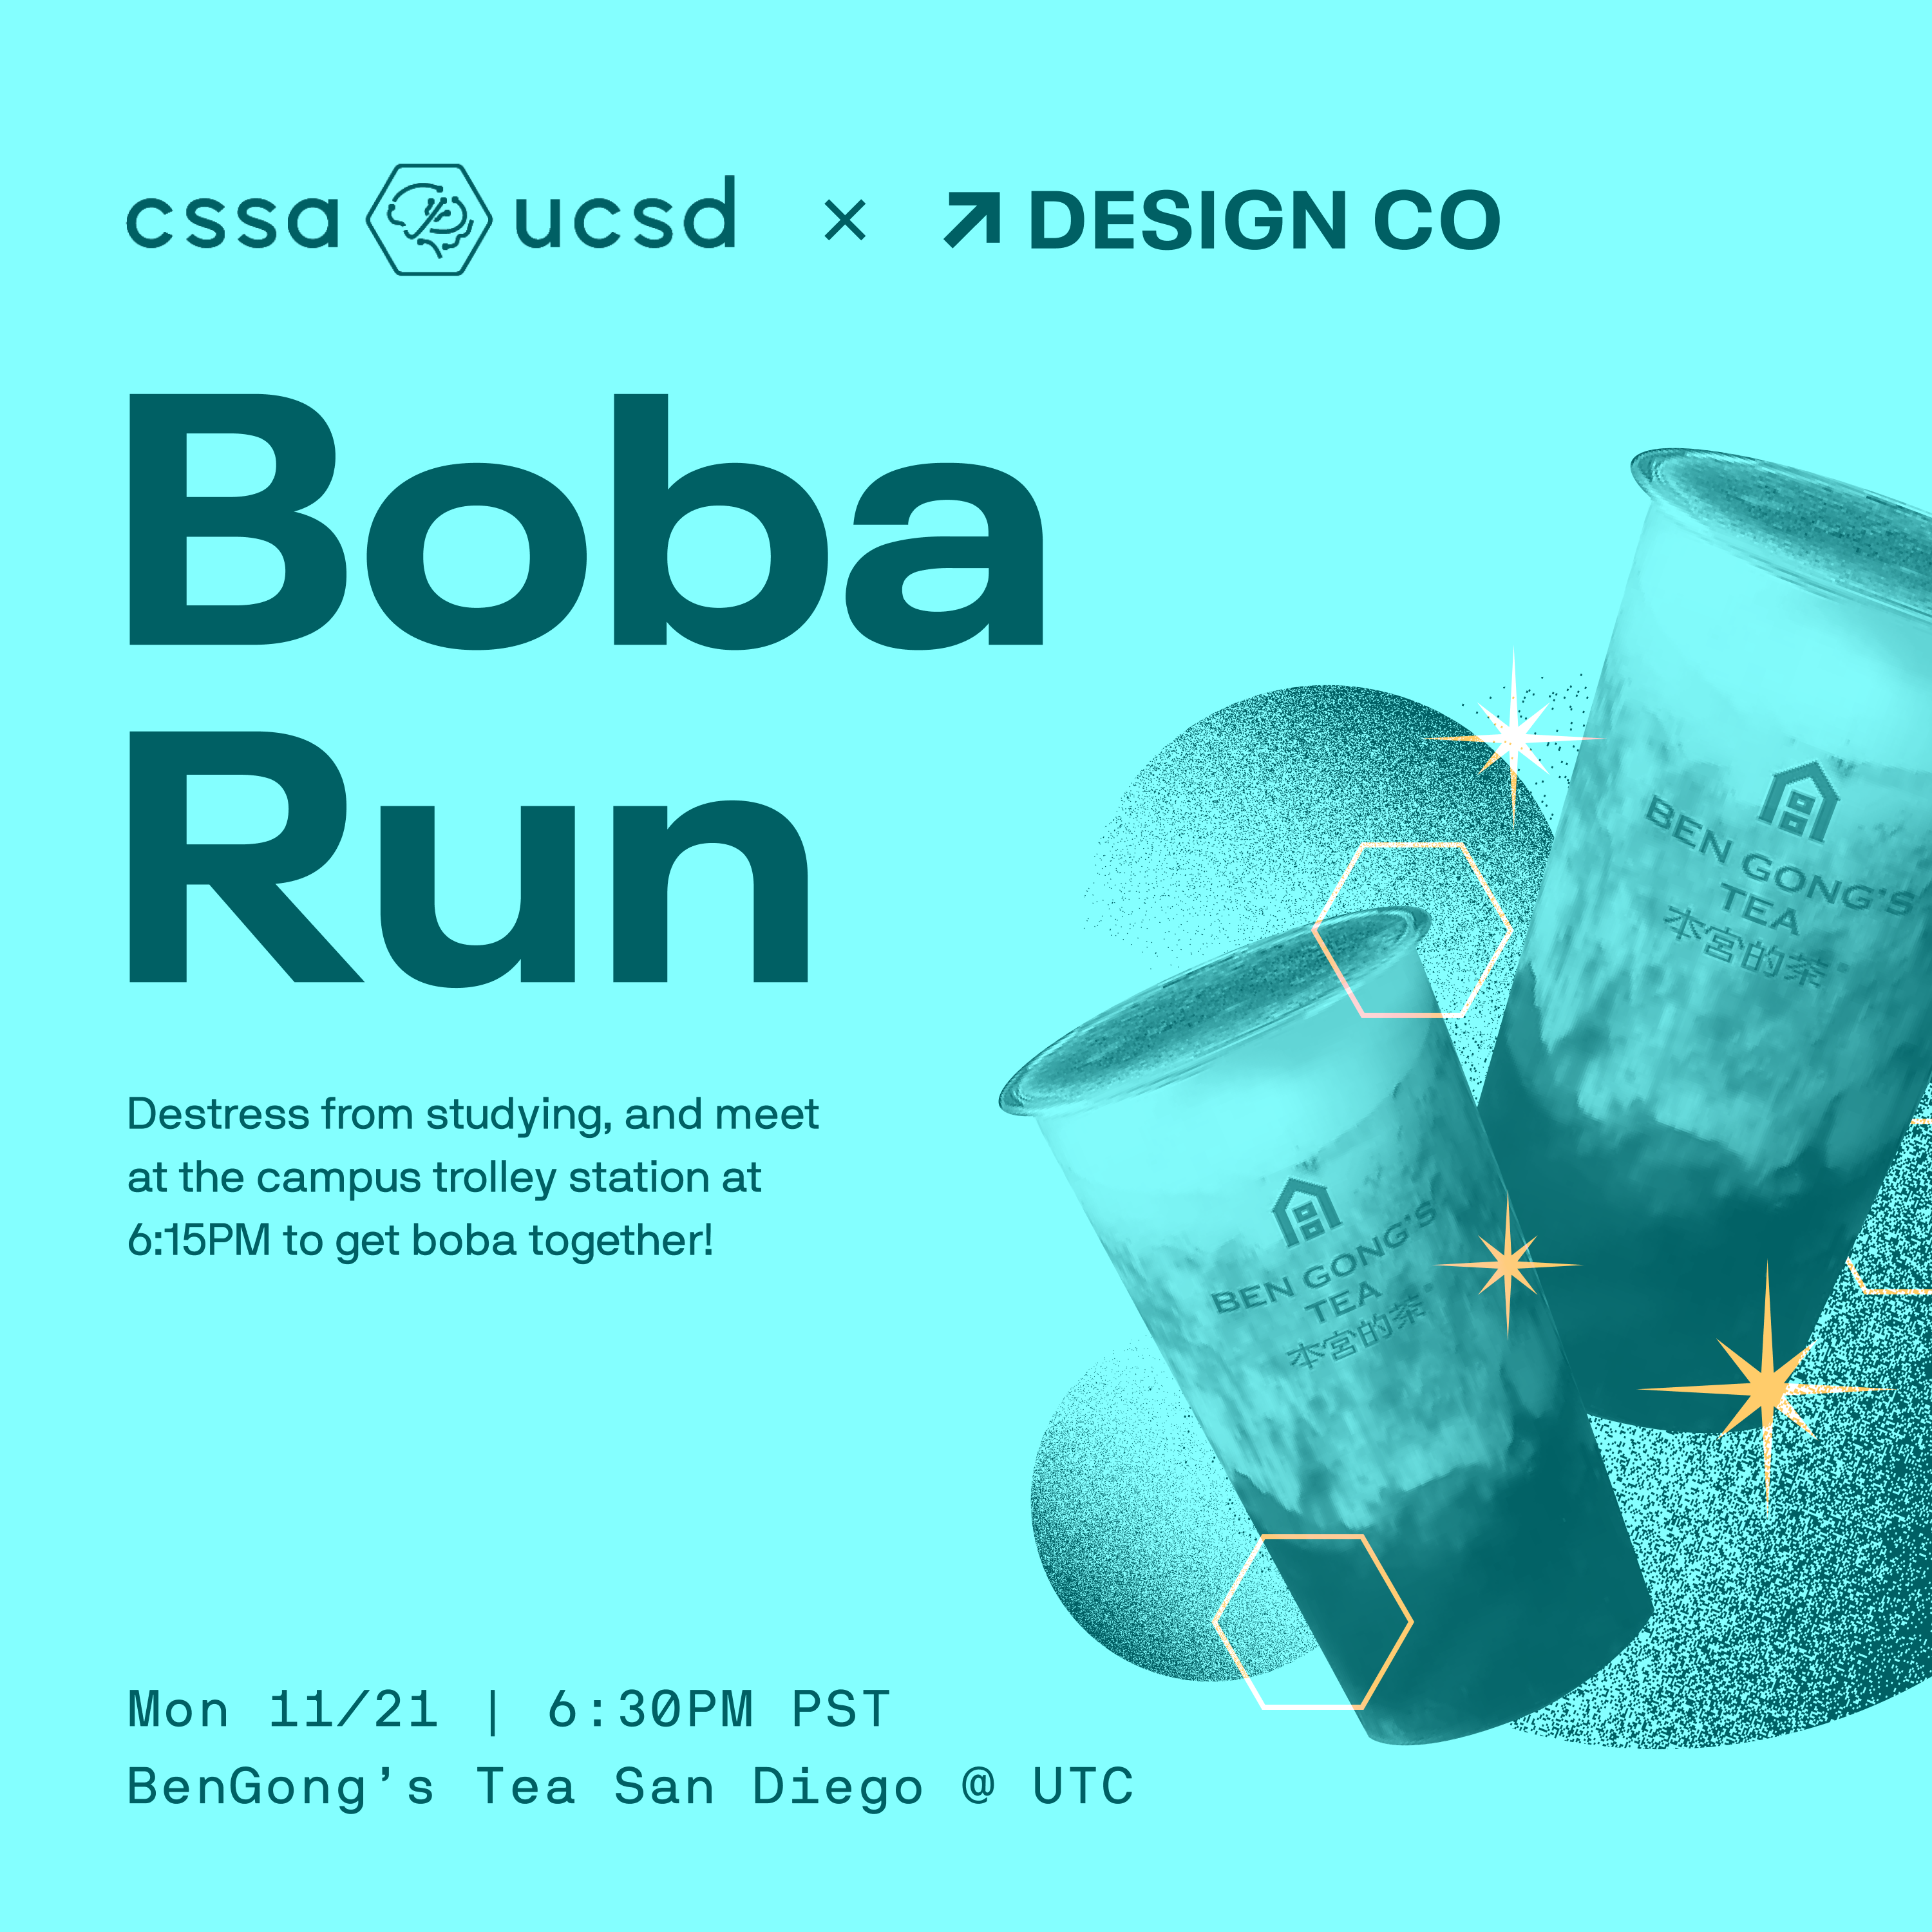 cssa ucsd × DESIGN CO
Boba
Run
Destress from studying, and meet
at the campus trolley station at
6:15PM to get boba together!
BEN GONG'S
TEA
本宮的茶
BEN GONG'S
TEA
本宮的茶
Mon 11/21 | 6:30PM PST
BenGong’s Tea San Diego @ UTC